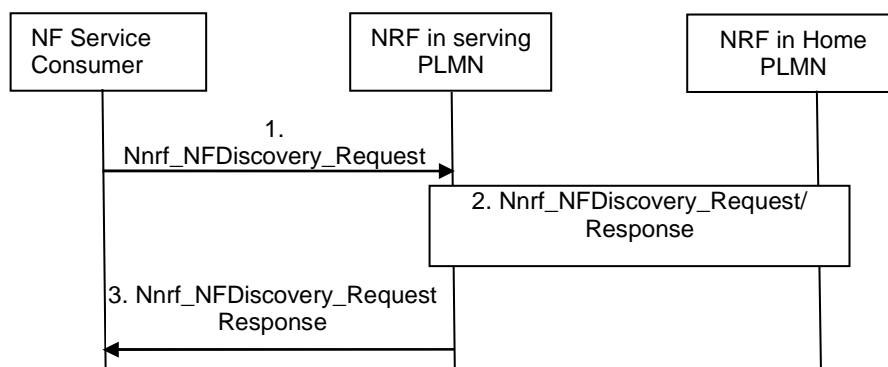 NF Service
Consumer
NRF in serving
PLMN
NRF in Home
PLMN
1.
Nnrf_NFDiscovery_Request
2. Nnrf_NFDiscovery_Request/
Response
3. Nnrf_NFDiscovery_Request
Response